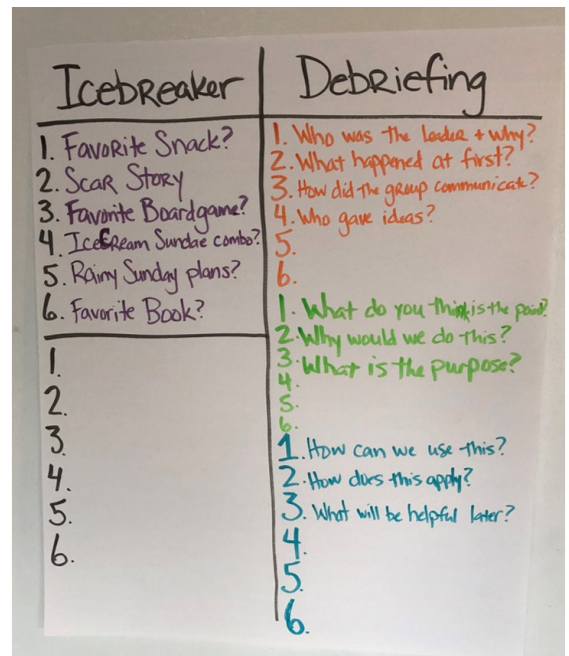 Icebreaker
1. Favorite Snack?
2. Scar Story
3. Favorite Boardgame?
4. IceCream Sundae combo?
5. Rainy Sunday plans?
6. Favorite Book?
1.
2.
3.
4.
5.
6.
Debriefing
1. Who was the leader + why?
2. What happened at first?
3. How did the group communicate?
4. Who gave ideas?
5.
6.
1. What do you think is the point?
2. Why would we do this?
3. What is the purpose?
4.
5.
6.
1. How can we use this?
2. How does this apply?
3. What will be helpful later?
4.
5.
6.